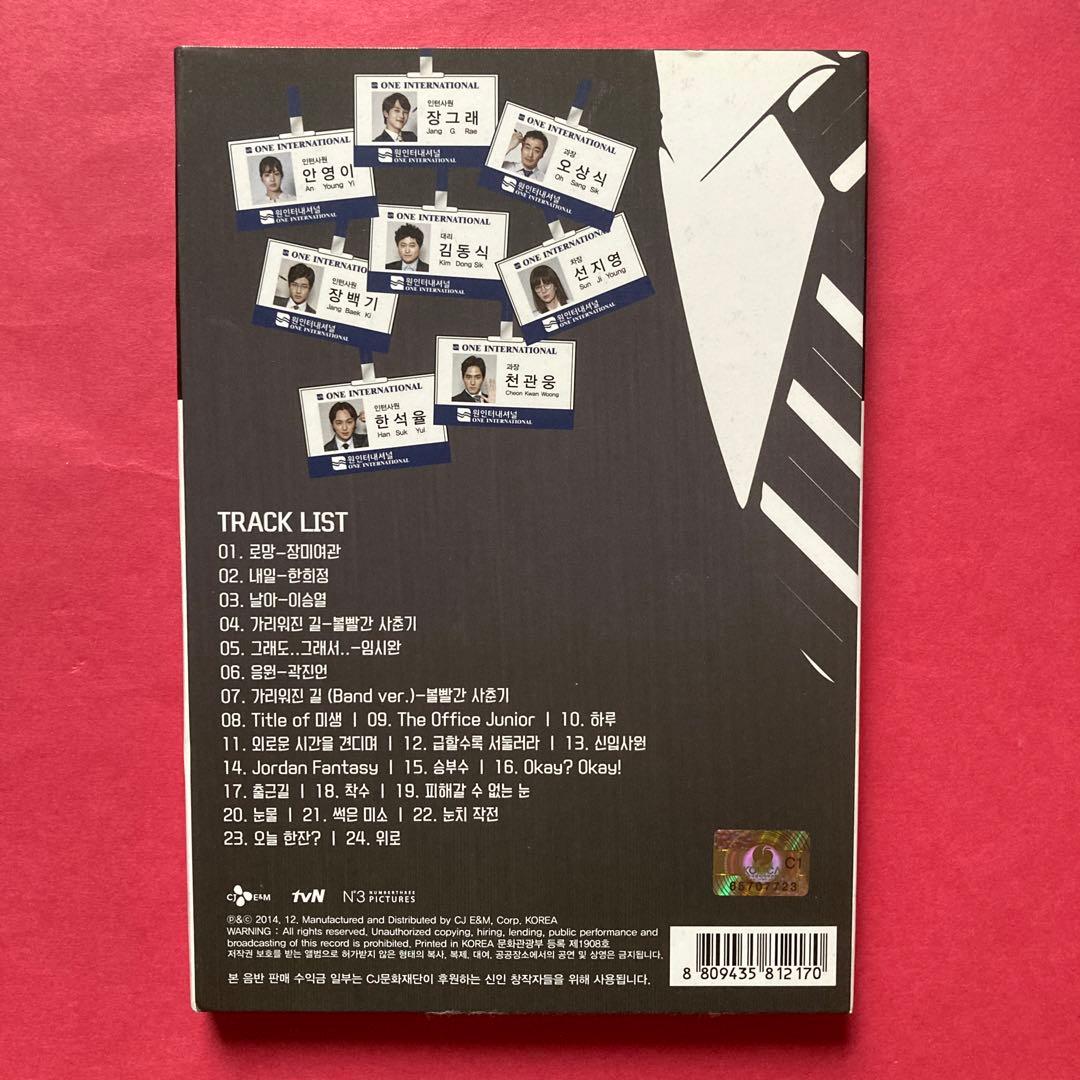 ONE INTERNATIONAL
인턴사원
장그래
Jang G. Rae
원인터내셔널
ONE INTERNATIONAL
ONE INTERNATIONAL
과장
오상식
Oh Sang Sik
원인터내셔널
ONE INTERNATIONAL
ONE INTERNATIONAL
인턴사원
안영이
An Young Yi
원인터내셔널
ONE INTERNATIONAL
ONE INTERNATIONAL
대리
김동식
Kim Dong Sik
원인터내셔널
ONE INTERNATIONAL
ONE INTERNATIONAL
차장
선지영
Sun Ji Young
원인터내셔널
ONE INTERNATIONAL
ONE INTERNATIO
인턴사원
장백기
Jang Baek Ki
원인터내셔널
ONE INTERNATIONAL
ONE INTERNATIONAL
과장
천관웅
Cheon Kwan Woong
원인터내셔널
ONE INTERNATIONAL
ONE INTERNATIONAL
인턴사원
한석율
Han Suk Yul
원인터내셔널
ONE INTERNATIONAL
TRACK LIST
01. 로망-장미여관
02. 내일-한희정
03. 날아-이승열
04. 가리워진 길-볼빨간 사춘기
05. 그래도..그래서..-임시완
06. 응원-곽진언
07. 가리워진 길 (Band ver.)-볼빨간 사춘기
08. Title of 미생 | 09. The Office Junior | 10. 하루
11. 외로운 시간을 견디며 | 12. 급할수록 서둘러라 | 13. 신입사원
14. Jordan Fantasy | 15. 승부수 | 16. Okay? Okay!
17. 출근길 | 18. 착수 | 19. 피해갈 수 없는 눈
20. 눈물 | 21. 썩은 미소 | 22. 눈치 작전
23. 오늘 한잔? | 24. 위로
KOMCA
C1
65707723
CJ E&M tvN N°3 NUMBERTHREE PICTURES
℗&© 2014, 12. Manufactured and Distributed by CJ E&M, Corp. KOREA
WARNING : All rights reserved, Unauthorized copying, hiring, lending, public performance and
broadcasting of this record is prohibited. Printed in KOREA 문화관광부 등록 제1908호
저작권 보호를 받는 앨범으로 허가받지 않은 형태의 복사, 복제, 대여, 공공장소에서의 공연 및 상영은 금지됩니다.
본 음반 판매 수익금 일부는 CJ문화재단이 후원하는 신인 창작자들을 위해 사용됩니다.
8 809435 812170